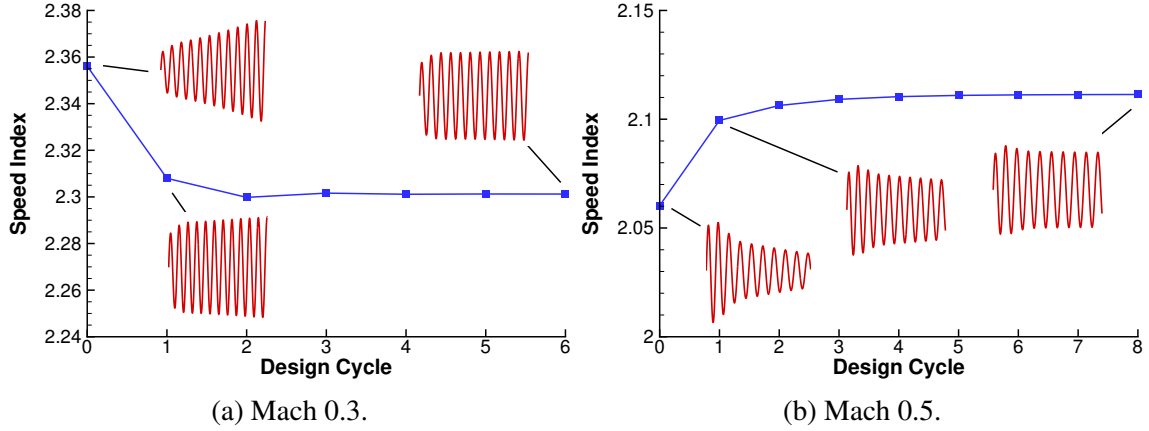 2.38
2.36
2.34
2.32
2.3
2.28
2.26
2.24
Speed Index
0 1 2 3 4 5 6
Design Cycle
(a) Mach 0.3.
2.15
2.1
2.05
2
Speed Index
0 1 2 3 4 5 6 7 8
Design Cycle
(b) Mach 0.5.